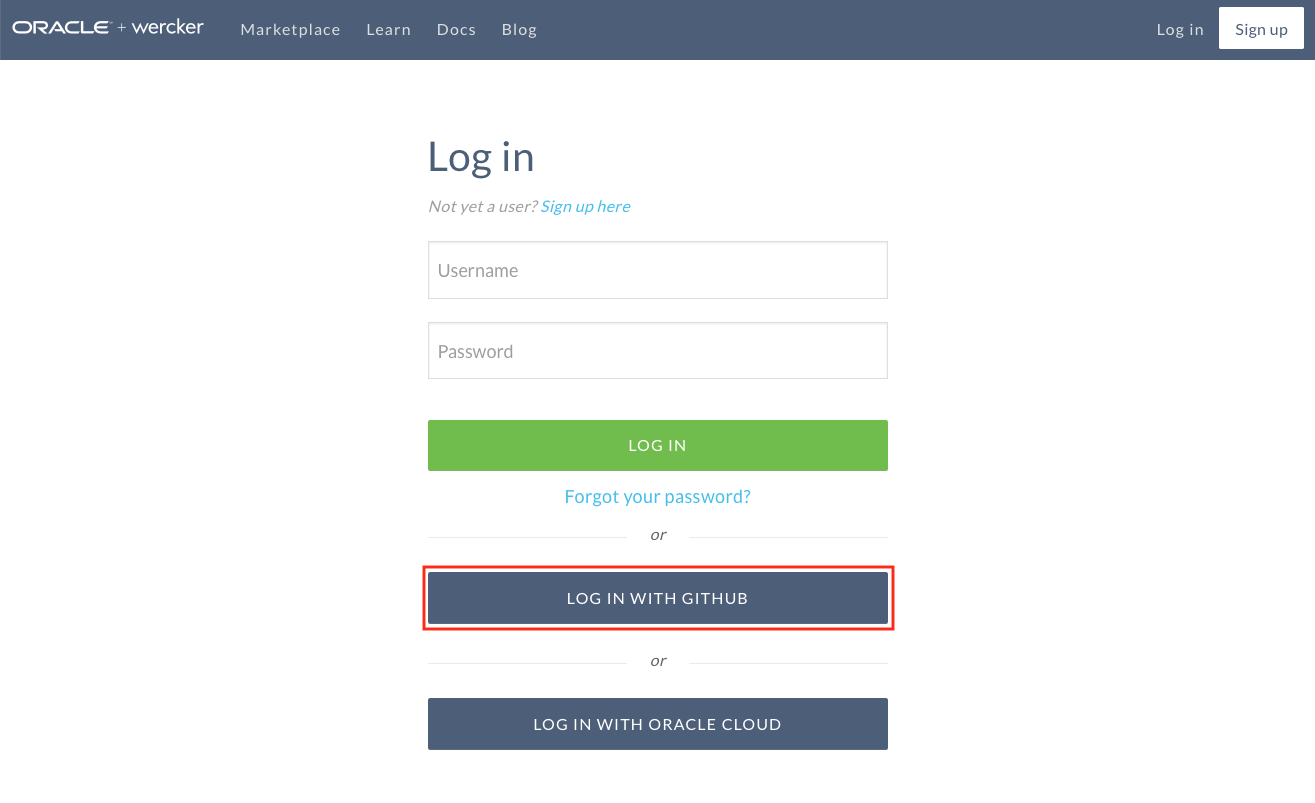 ORACLE + wercker Marketplace Learn Docs Blog Log in Sign up
Log in
Not yet a user? Sign up here
Username
Password
LOG IN
Forgot your password?
or
LOG IN WITH GITHUB
or
LOG IN WITH ORACLE CLOUD